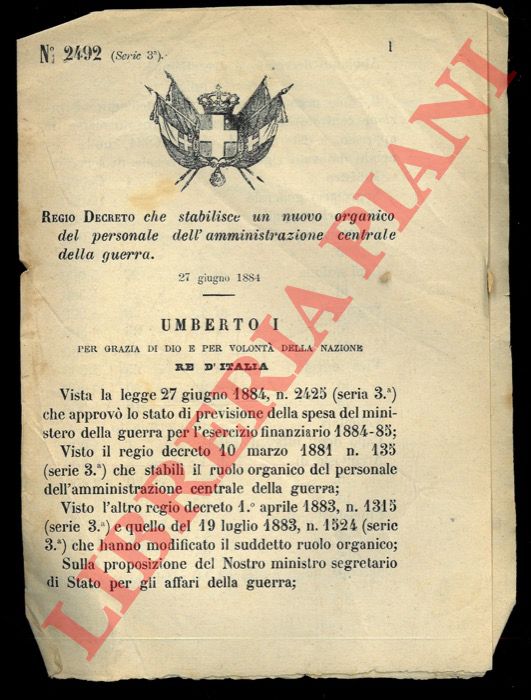 N: 2492 (Serie 3ª).
1
REGIO DECRETO che stabilisce un nuovo organico
del personale dell'amministrazione centrale
della guerra.
27 giugno 1884
UMBERTO I
PER GRAZIA DI DIO E PER VOLONTÀ DELLA NAZIONE
RE D'ITALIA
Vista la legge 27 giugno 1884, n. 2425 (seria 3.ª)
che approvò lo stato di previsione della spesa del mini-
stero della guerra per l'esercizio finanziario 1884-85;
Visto il regio decreto 10 marzo 1881 n. 135
(serie 3.ª) che stabilì il ruolo organico del personale
dell'amministrazione centrale della guerra;
Visto l'altro regio decreto 1.º aprile 1883, n. 1315
(serie 3.ª) e quello del 19 luglio 1883, n. 1524 (serie
3.ª) che hanno modificato il suddetto ruolo organico;
Sulla proposizione del Nostro ministro segretario
di Stato per gli affari della guerra;
LIBRERIA PIANI